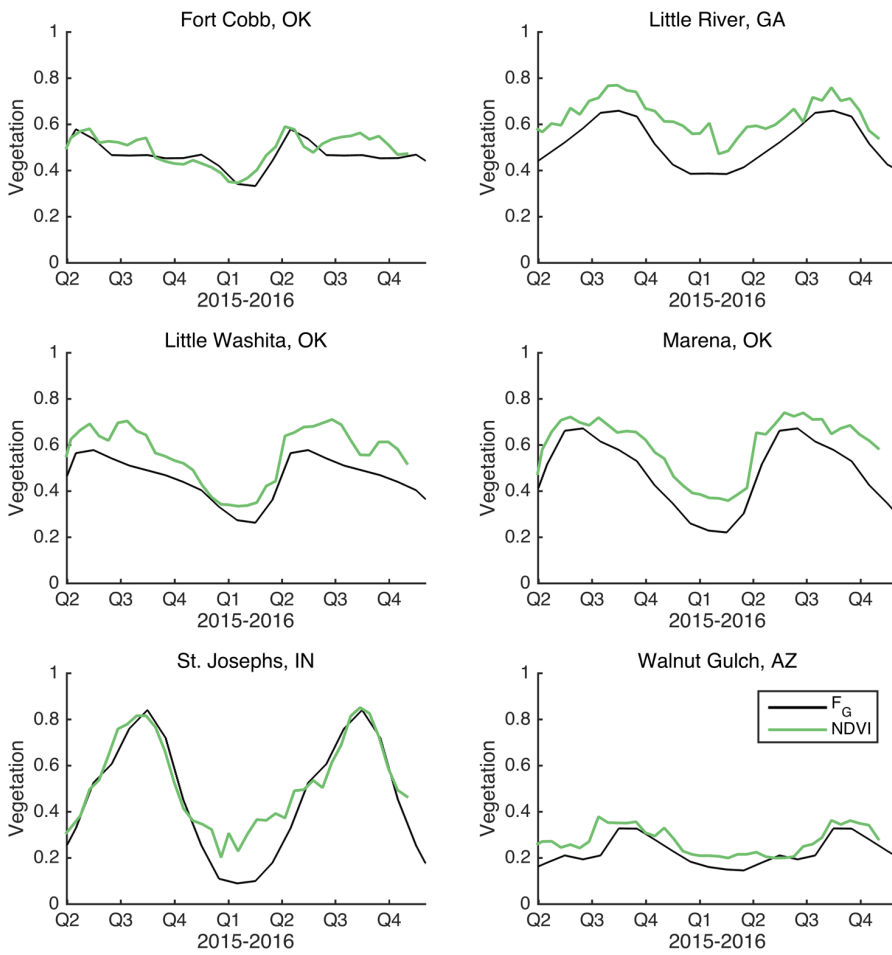 Fort Cobb, OK
Vegetation
1
0.8
0.6
0.4
0.2
0
Q2 Q3 Q4 Q1 Q2 Q3 Q4
2015-2016
Little River, GA
Vegetation
1
0.8
0.6
0.4
0.2
0
Q2 Q3 Q4 Q1 Q2 Q3 Q4
2015-2016
Little Washita, OK
Vegetation
1
0.8
0.6
0.4
0.2
0
Q2 Q3 Q4 Q1 Q2 Q3 Q4
2015-2016
Marena, OK
Vegetation
1
0.8
0.6
0.4
0.2
0
Q2 Q3 Q4 Q1 Q2 Q3 Q4
2015-2016
St. Josephs, IN
Vegetation
1
0.8
0.6
0.4
0.2
0
Q2 Q3 Q4 Q1 Q2 Q3 Q4
2015-2016
Walnut Gulch, AZ
Vegetation
1
0.8
0.6
0.4
0.2
0
F_G
NDVI
Q2 Q3 Q4 Q1 Q2 Q3 Q4
2015-2016